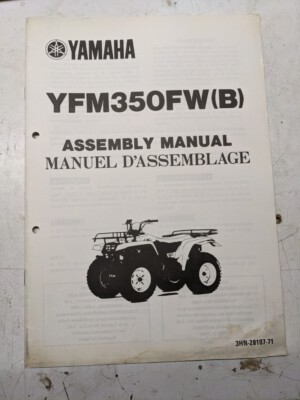 YAMAHA
YFM350FW(B)
ASSEMBLY MANUAL
MANUEL D'ASSEMBLAGE
3HN-28107-71